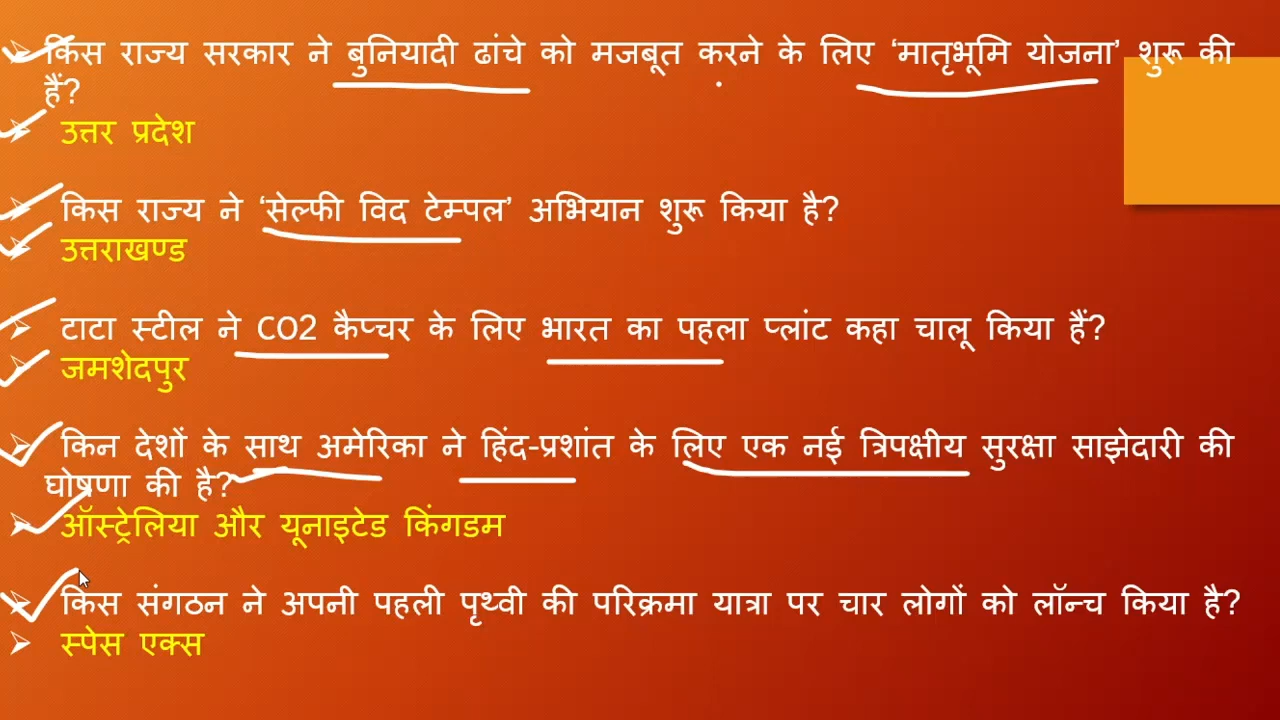 किस राज्य सरकार ने बुनियादी ढांचे को मजबूत करने के लिए ‘मातृभूमि योजना’ शुरू की
हैं?
उत्तर प्रदेश
किस राज्य ने ‘सेल्फी विद टेम्पल’ अभियान शुरू किया है?
उत्तराखण्ड
टाटा स्टील ने CO2 कैप्चर के लिए भारत का पहला प्लांट कहा चालू किया हैं?
जमशेदपुर
किन देशों के साथ अमेरिका ने हिंद-प्रशांत के लिए एक नई त्रिपक्षीय सुरक्षा साझेदारी की
घोषणा की है?
ऑस्ट्रेलिया और यूनाइटेड किंगडम
किस संगठन ने अपनी पहली पृथ्वी की परिक्रमा यात्रा पर चार लोगों को लॉन्च किया है?
स्पेस एक्स